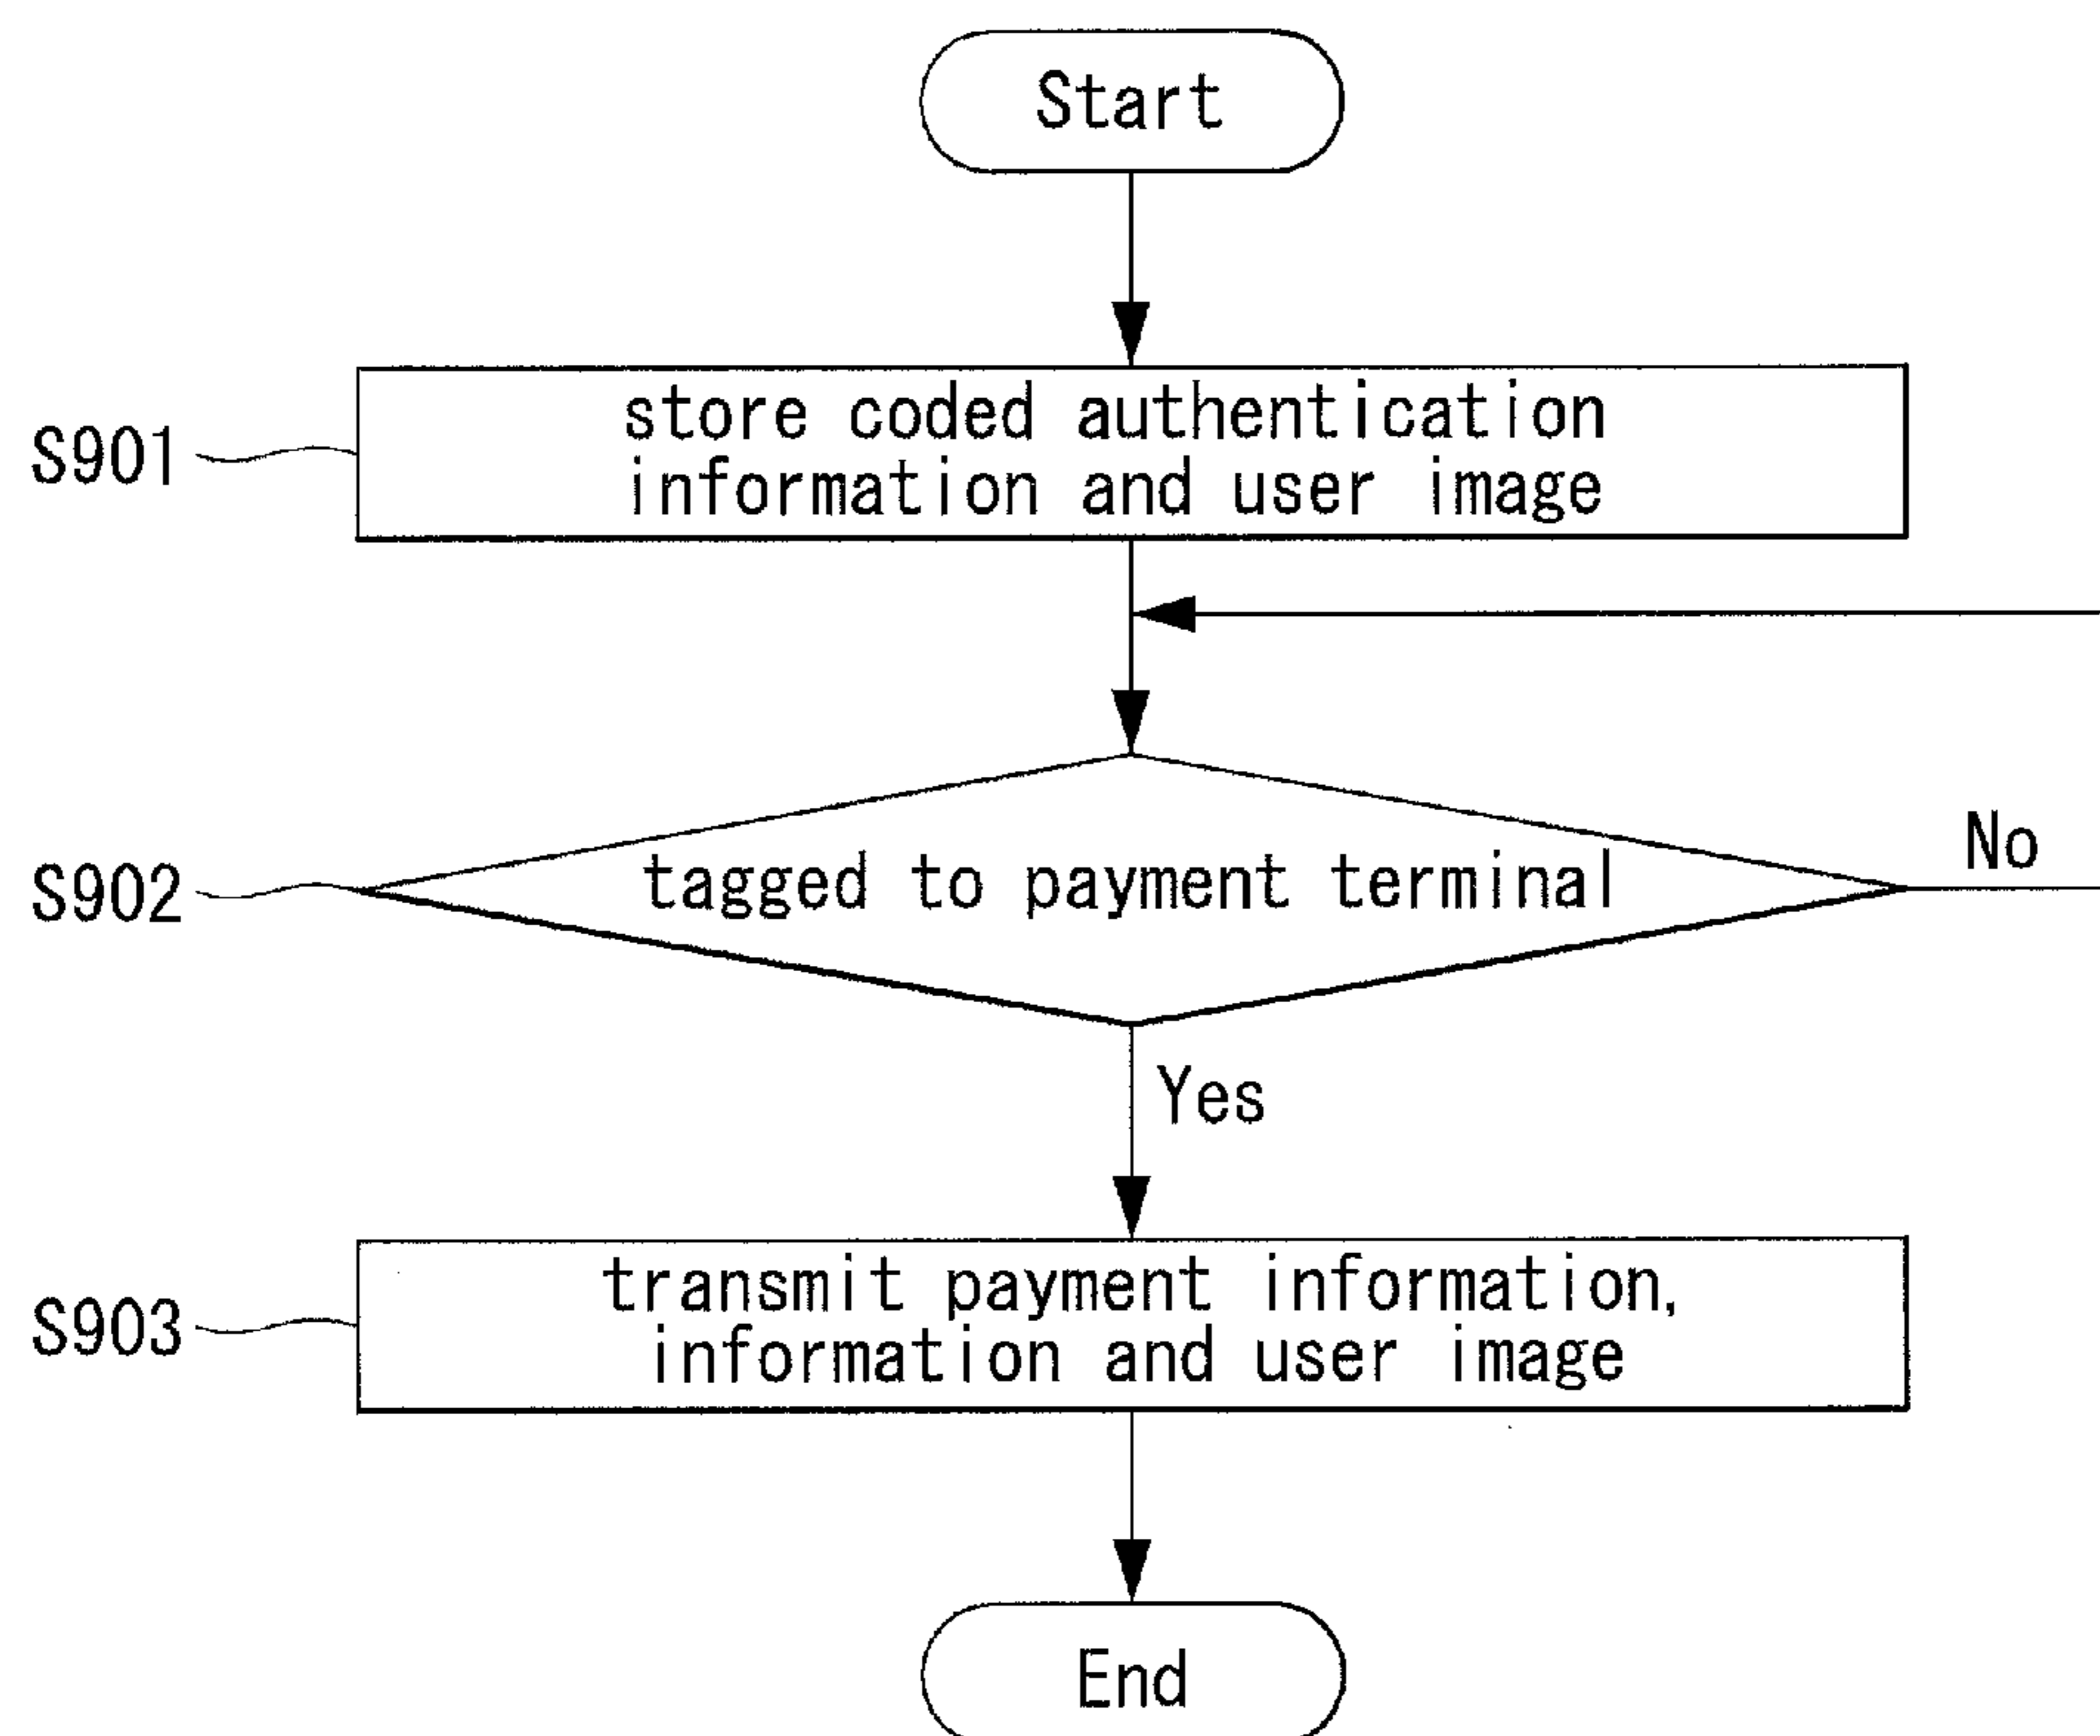 Start
S901
store coded authentication
information and user image
S902
tagged to payment terminal
No
Yes
S903
transmit payment information,
information and user image
End